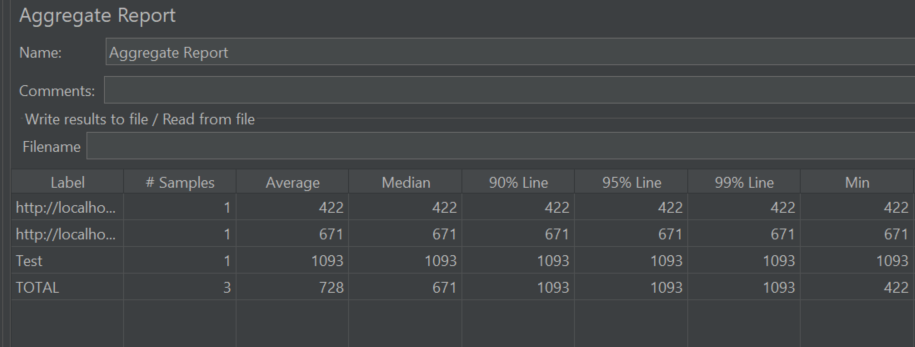 Aggregate Report
Name: Aggregate Report
Comments:
Write results to file / Read from file
Filename
Label # Samples Average Median 90% Line 95% Line 99% Line Min
http://localho... 1 422 422 422 422 422 422
http://localho... 1 671 671 671 671 671 671
Test 1 1093 1093 1093 1093 1093 1093
TOTAL 3 728 671 1093 1093 1093 422